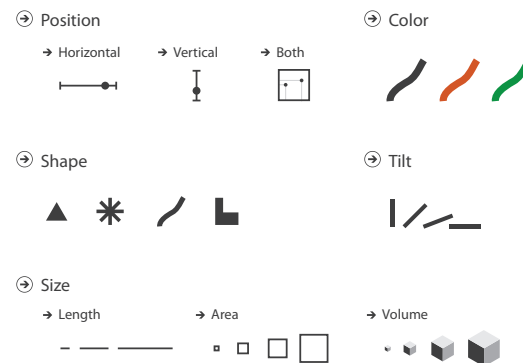 Position
Horizontal
Vertical
Both
Color
Shape
Tilt
Size
Length
Area
Volume